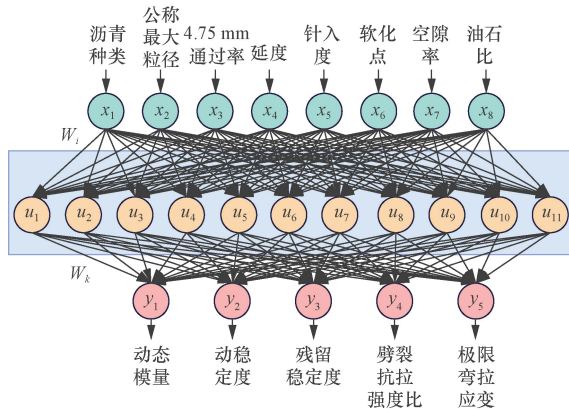 沥青
种类
公称
最大
粒径
4.75 mm
通过率
延度
针入
度
软化
点
空隙
率
油石
比
x₁ x₂ x₃ x₄ x₅ x₆ x₇ x₈
Wᵢ
u₁ u₂ u₃ u₄ u₅ u₆ u₇ u₈ u₉ u₁₀ u₁₁
Wₖ
y₁ y₂ y₃ y₄ y₅
动态
模量
动稳
定度
残留
稳定度
劈裂
抗拉
强度比
极限
弯拉
应变